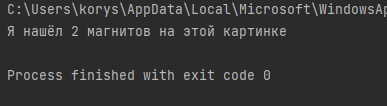 C:\Users\korys\AppData\Local\Microsoft\WindowsAp
Я нашёл 2 магнитов на этой картинке
Process finished with exit code 0